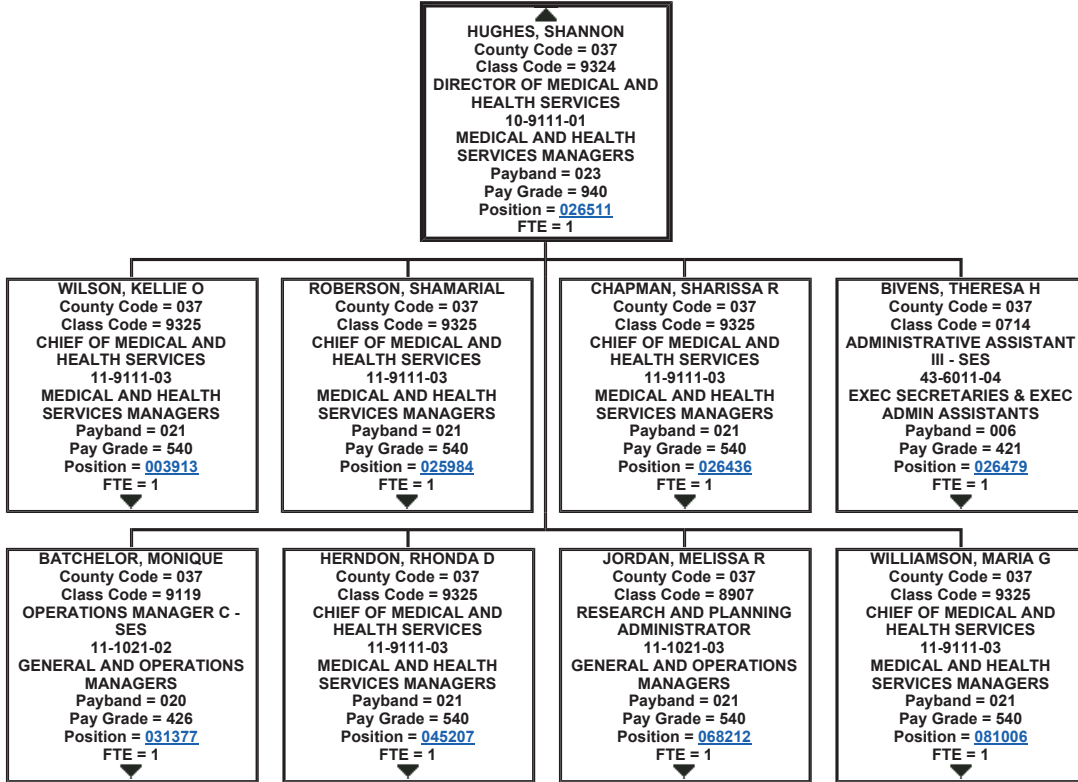 HUGHES, SHANNON
County Code = 037
Class Code = 9324
DIRECTOR OF MEDICAL AND
HEALTH SERVICES
10-9111-01
MEDICAL AND HEALTH
SERVICES MANAGERS
Payband = 023
Pay Grade = 940
Position = 026511
FTE = 1
WILSON, KELLIE O
County Code = 037
Class Code = 9325
CHIEF OF MEDICAL AND
HEALTH SERVICES
11-9111-03
MEDICAL AND HEALTH
SERVICES MANAGERS
Payband = 021
Pay Grade = 540
Position = 003913
FTE = 1
ROBERSON, SHAMARIAL
County Code = 037
Class Code = 9325
CHIEF OF MEDICAL AND
HEALTH SERVICES
11-9111-03
MEDICAL AND HEALTH
SERVICES MANAGERS
Payband = 021
Pay Grade = 540
Position = 025984
FTE = 1
CHAPMAN, SHARISSA R
County Code = 037
Class Code = 9325
CHIEF OF MEDICAL AND
HEALTH SERVICES
11-9111-03
MEDICAL AND HEALTH
SERVICES MANAGERS
Payband = 021
Pay Grade = 540
Position = 026436
FTE = 1
BIVENS, THERESA H
County Code = 037
Class Code = 0714
ADMINISTRATIVE ASSISTANT
III - SES
43-6011-04
EXEC SECRETARIES & EXEC
ADMIN ASSISTANTS
Payband = 006
Pay Grade = 421
Position = 026479
FTE = 1
BATCHELOR, MONIQUE
County Code = 037
Class Code = 9119
OPERATIONS MANAGER C -
SES
11-1021-02
GENERAL AND OPERATIONS
MANAGERS
Payband = 020
Pay Grade = 426
Position = 031377
FTE = 1
HERNDON, RHONDA D
County Code = 037
Class Code = 9325
CHIEF OF MEDICAL AND
HEALTH SERVICES
11-9111-03
MEDICAL AND HEALTH
SERVICES MANAGERS
Payband = 021
Pay Grade = 540
Position = 045207
FTE = 1
JORDAN, MELISSA R
County Code = 037
Class Code = 8907
RESEARCH AND PLANNING
ADMINISTRATOR
11-1021-03
GENERAL AND OPERATIONS
MANAGERS
Payband = 021
Pay Grade = 540
Position = 068212
FTE = 1
WILLIAMSON, MARIA G
County Code = 037
Class Code = 9325
CHIEF OF MEDICAL AND
HEALTH SERVICES
11-9111-03
MEDICAL AND HEALTH
SERVICES MANAGERS
Payband = 021
Pay Grade = 540
Position = 081006
FTE = 1